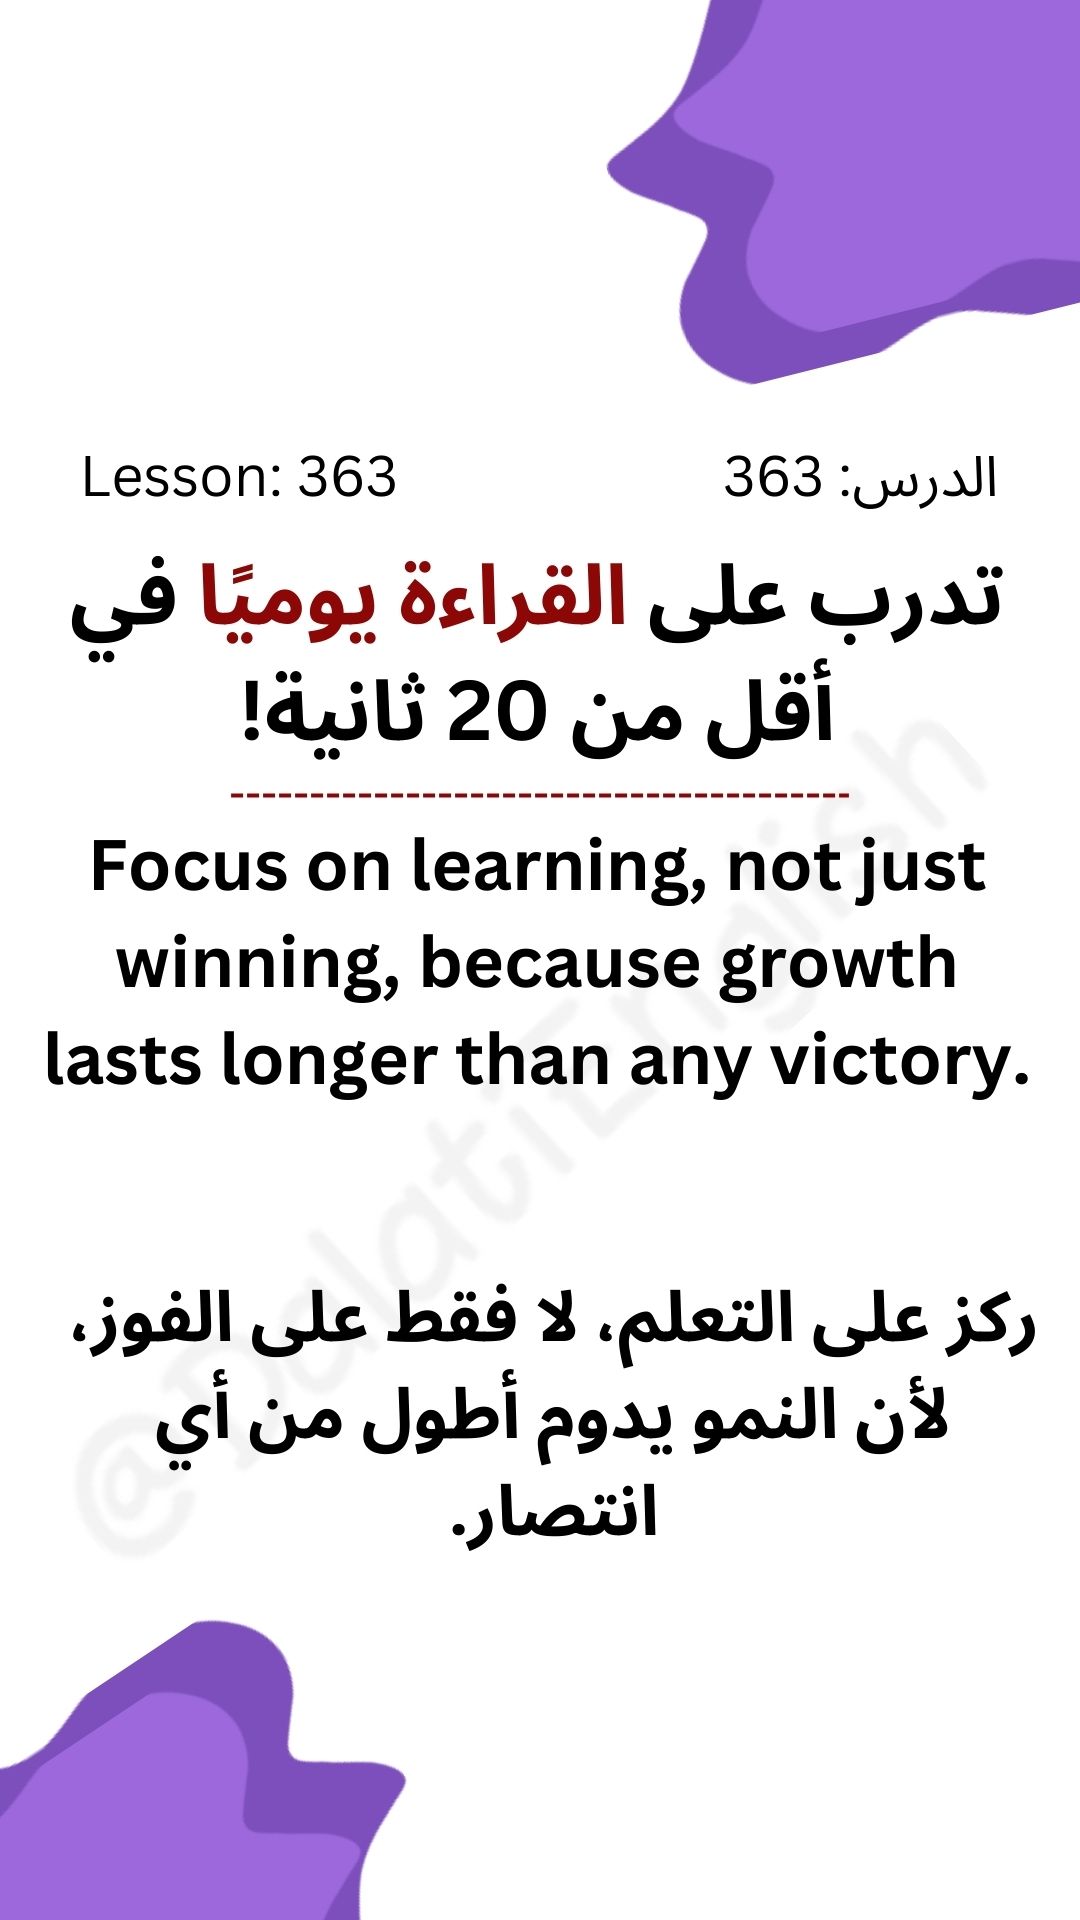 Lesson: 363
الدرس: 363
تدرب على القراءة يوميًا في
أقل من 20 ثانية!
---------------------------------------
Focus on learning, not just
winning, because growth
lasts longer than any victory.
ركز على التعلم، لا فقط على الفوز،
لأن النمو يدوم أطول من أي
انتصار.
@DalatiEnglish